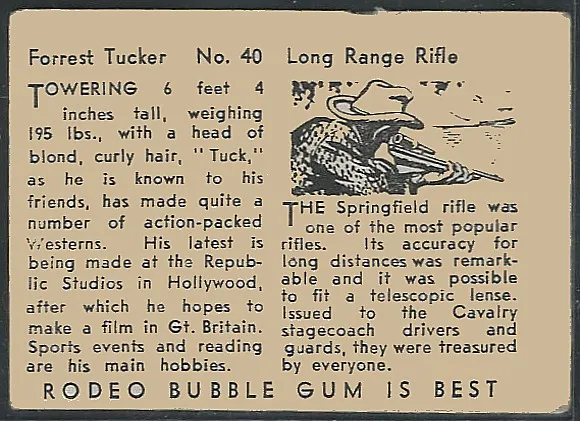 Forrest Tucker No. 40
TOWERING 6 feet 4
inches tall, weighing
195 lbs., with a head of
blond, curly hair, "Tuck,"
as he is known to his
friends, has made quite a
number of action-packed
Westerns. His latest is
being made at the Repub-
lic Studios in Hollywood,
after which he hopes to
make a film in Gt. Britain.
Sports events and reading
are his main hobbies.
Long Range Rifle
THE Springfield rifle was
one of the most popular
rifles. Its accuracy for
long distances was remark-
able and it was possible
to fit a telescopic lense.
Issued to the Cavalry
stagecoach drivers and
guards, they were treasured
by everyone.
RODEO BUBBLE GUM IS BEST